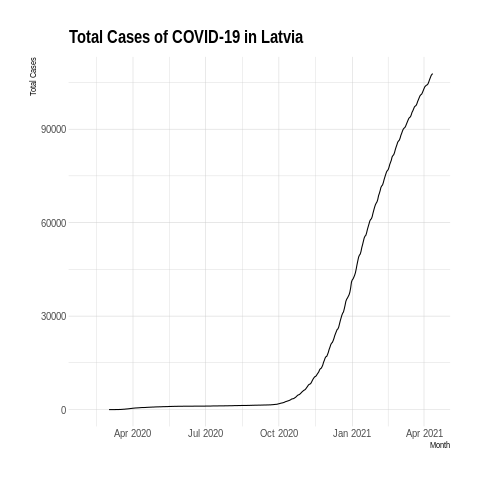 Total Cases of COVID-19 in Latvia
Total Cases
90000
60000
30000
0
Apr 2020 Jul 2020 Oct 2020 Jan 2021 Apr 2021
Month